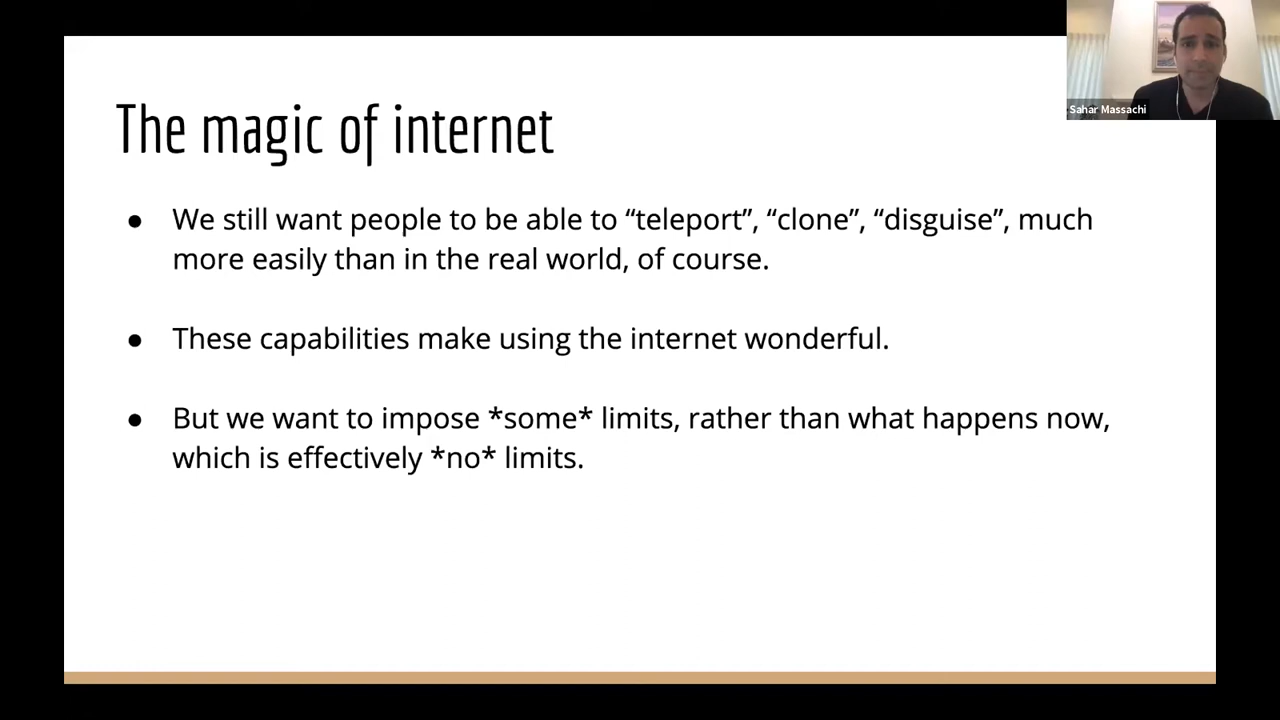 The magic of internet
Sahar Massachi
● We still want people to be able to “teleport”, “clone”, “disguise”, much
more easily than in the real world, of course.
● These capabilities make using the internet wonderful.
● But we want to impose *some* limits, rather than what happens now,
which is effectively *no* limits.